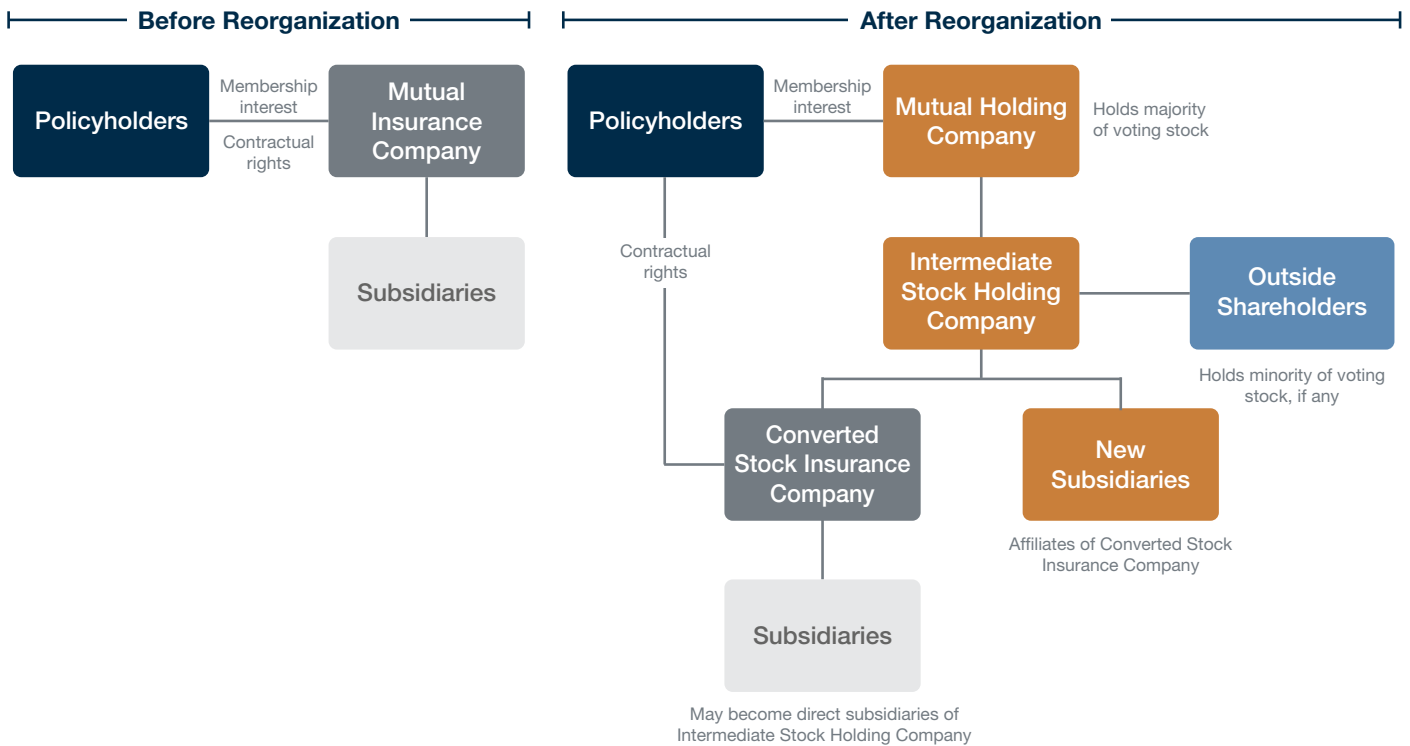 Before Reorganization
Policyholders
Membership
interest
Contractual
rights
Mutual
Insurance
Company
Subsidiaries
After Reorganization
Policyholders
Membership
interest
Mutual Holding
Company
Holds majority
of voting stock
Contractual
rights
Intermediate
Stock Holding
Company
Outside
Shareholders
Holds minority of voting
stock, if any
Converted
Stock Insurance
Company
New
Subsidiaries
Affiliates of Converted Stock
Insurance Company
Subsidiaries
May become direct subsidiaries of
Intermediate Stock Holding Company